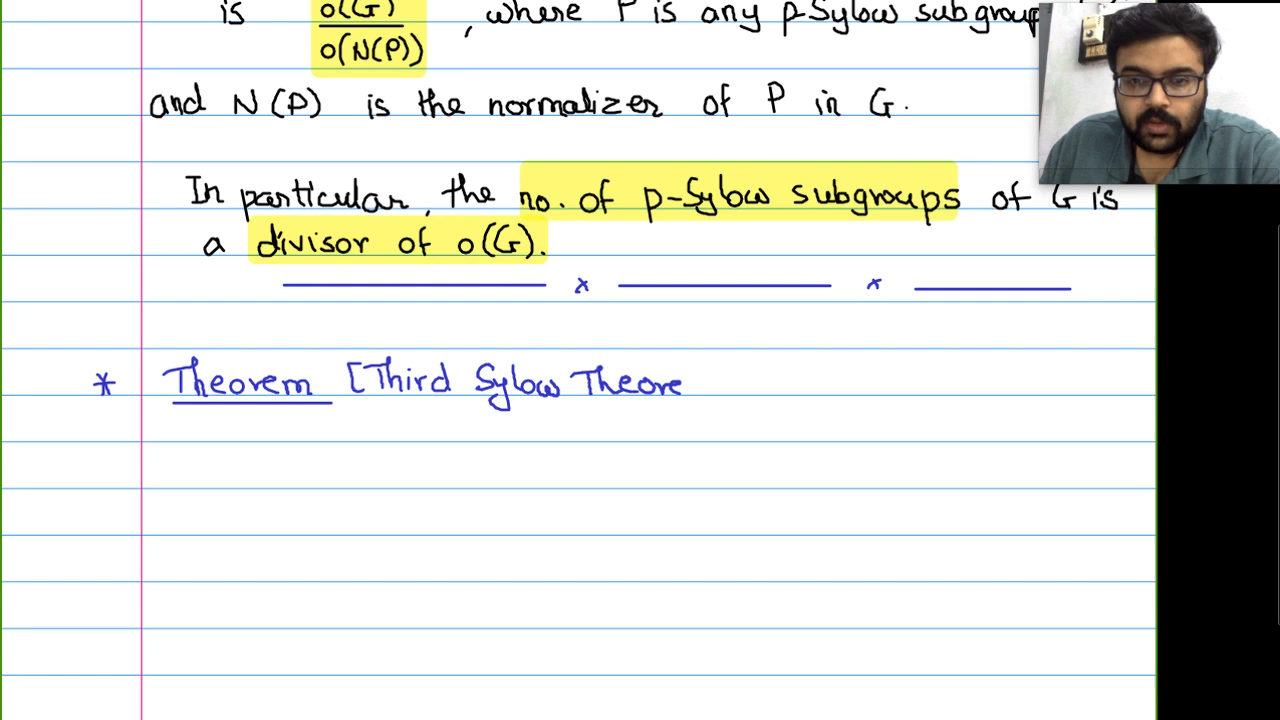 is o(G) / o(N(P)) , where P is any p-Sylow subgroup
and N(P) is the normalizer of P in G.
In particular, the no. of p-Sylow subgroups of G is
a divisor of o(G).
x x
* Theorem [Third Sylow Theore